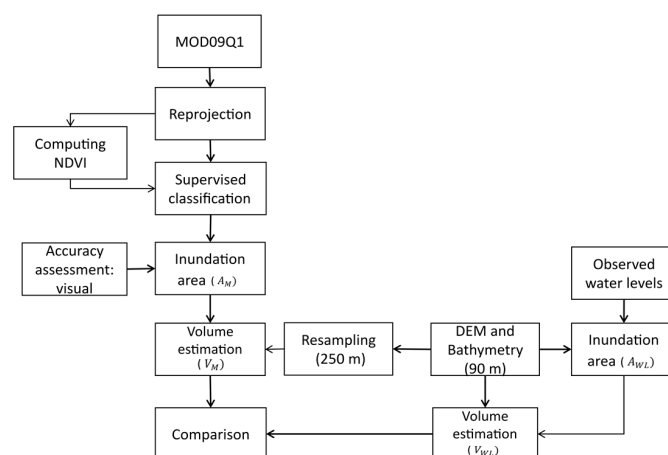 MOD09Q1
Reprojection
Computing
NDVI
Supervised
classification
Accuracy
assessment:
visual
Inundation
area ( A_M )
Observed
water levels
Volume
estimation
( V_M )
Resampling
(250 m)
DEM and
Bathymetry
(90 m)
Inundation
area ( A_WL )
Comparison
Volume
estimation
( V_WL )